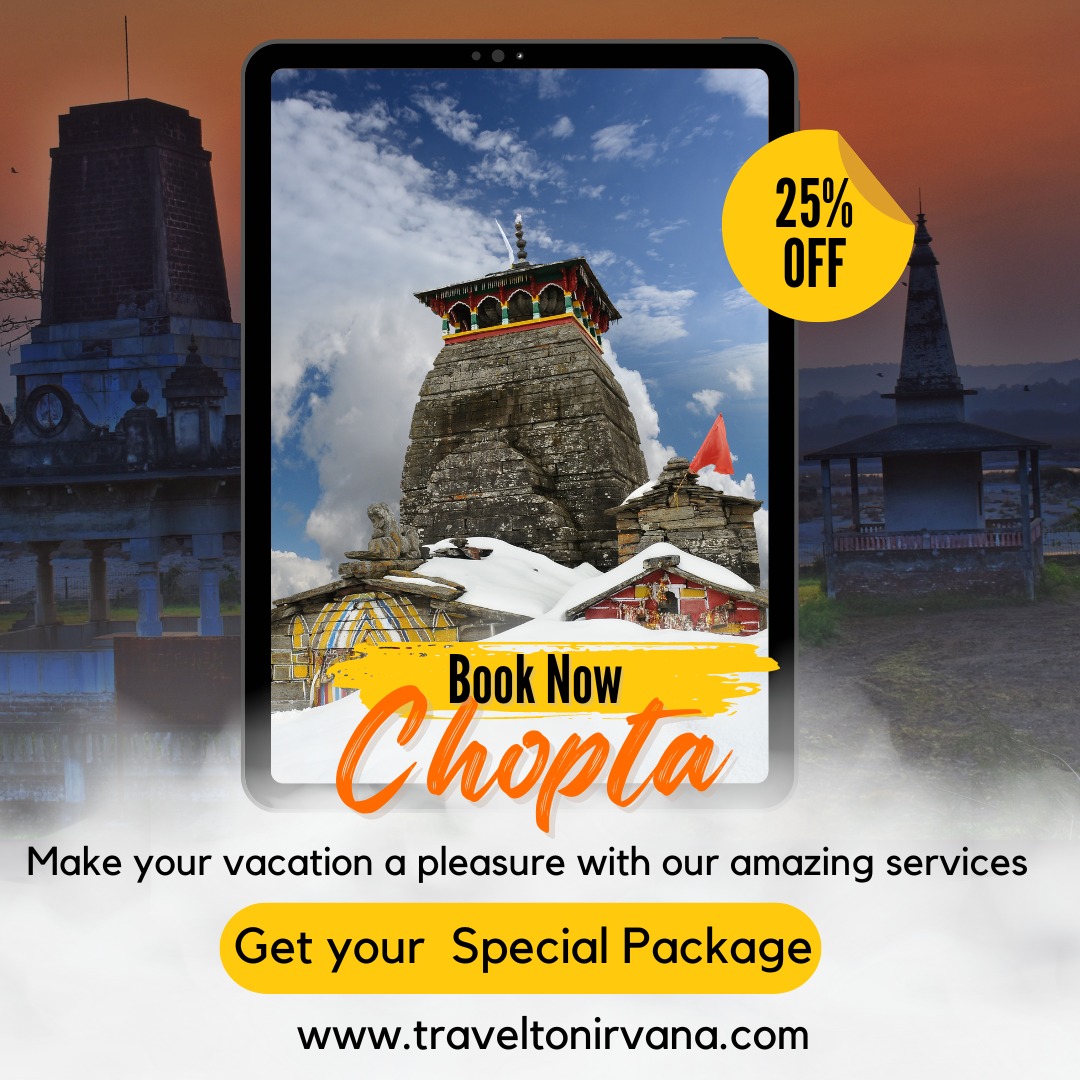 25%
OFF
Book Now
Chopta
Make your vacation a pleasure with our amazing services
Get your  Special Package
www.traveltonirvana.com